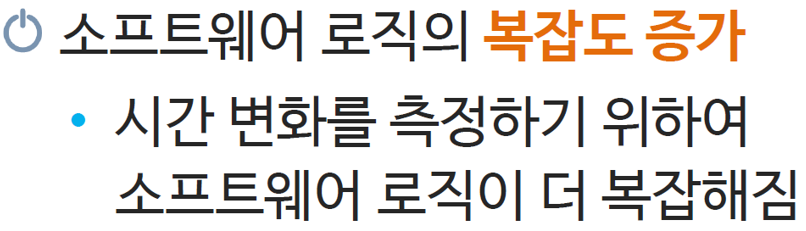 소프트웨어 로직의 복잡도 증가
• 시간 변화를 측정하기 위하여
소프트웨어 로직이 더 복잡해짐